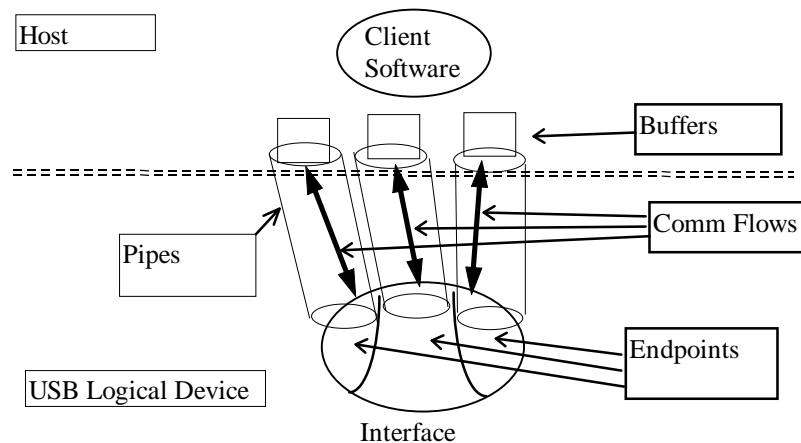 Host
Client
Software
Buffers
Comm Flows
Pipes
Endpoints
USB Logical Device
Interface